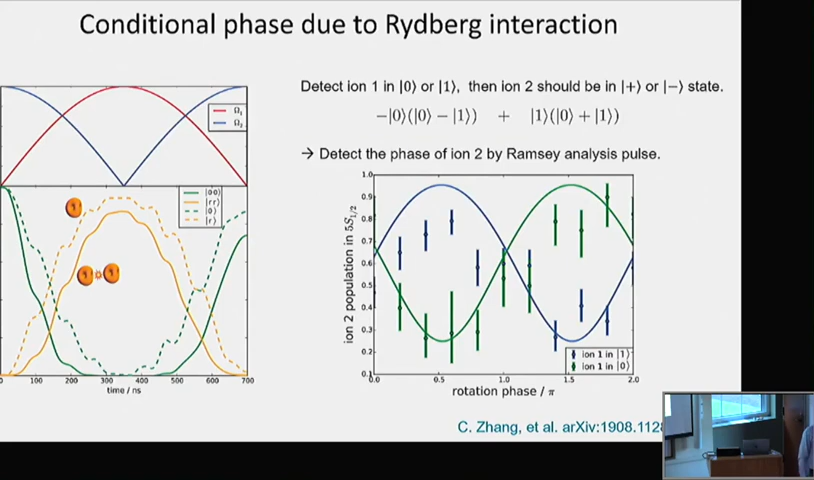 Conditional phase due to Rydberg interaction
Detect ion 1 in |0⟩ or |1⟩, then ion 2 should be in |+⟩ or |−⟩ state.
−|0⟩(|0⟩ − |1⟩) + |1⟩(|0⟩ + |1⟩)
→ Detect the phase of ion 2 by Ramsey analysis pulse.
Ω₁
Ω₂
|00⟩
|rr⟩
|0⟩
|r⟩
0 100 200 300 400 500 600 700
time / ns
1.0
0.9
0.8
0.7
0.6
0.5
0.4
0.3
0.2
0.1
ion 2 population in 5S₁/₂
ion 1 in |1⟩
ion 1 in |0⟩
0.0 0.5 1.0 1.5 2.0
rotation phase / π
C. Zhang, et al. arXiv:1908.112